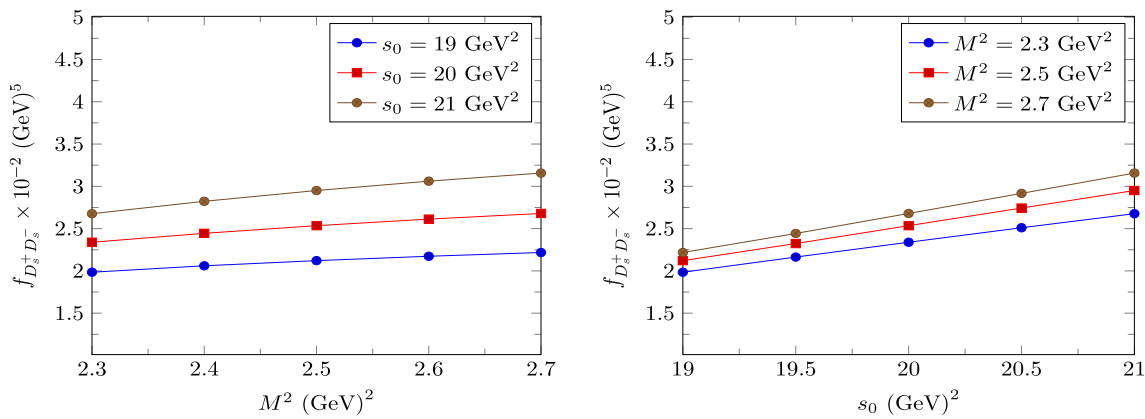 5
4.5
4
3.5
3
2.5
2
1.5
f_{D_s^+ D_s^-} × 10^{-2} (GeV)^5
s_0 = 19 GeV^2
s_0 = 20 GeV^2
s_0 = 21 GeV^2
2.3 2.4 2.5 2.6 2.7
M^2 (GeV)^2
5
4.5
4
3.5
3
2.5
2
1.5
f_{D_s^+ D_s^-} × 10^{-2} (GeV)^5
M^2 = 2.3 GeV^2
M^2 = 2.5 GeV^2
M^2 = 2.7 GeV^2
19 19.5 20 20.5 21
s_0 (GeV)^2